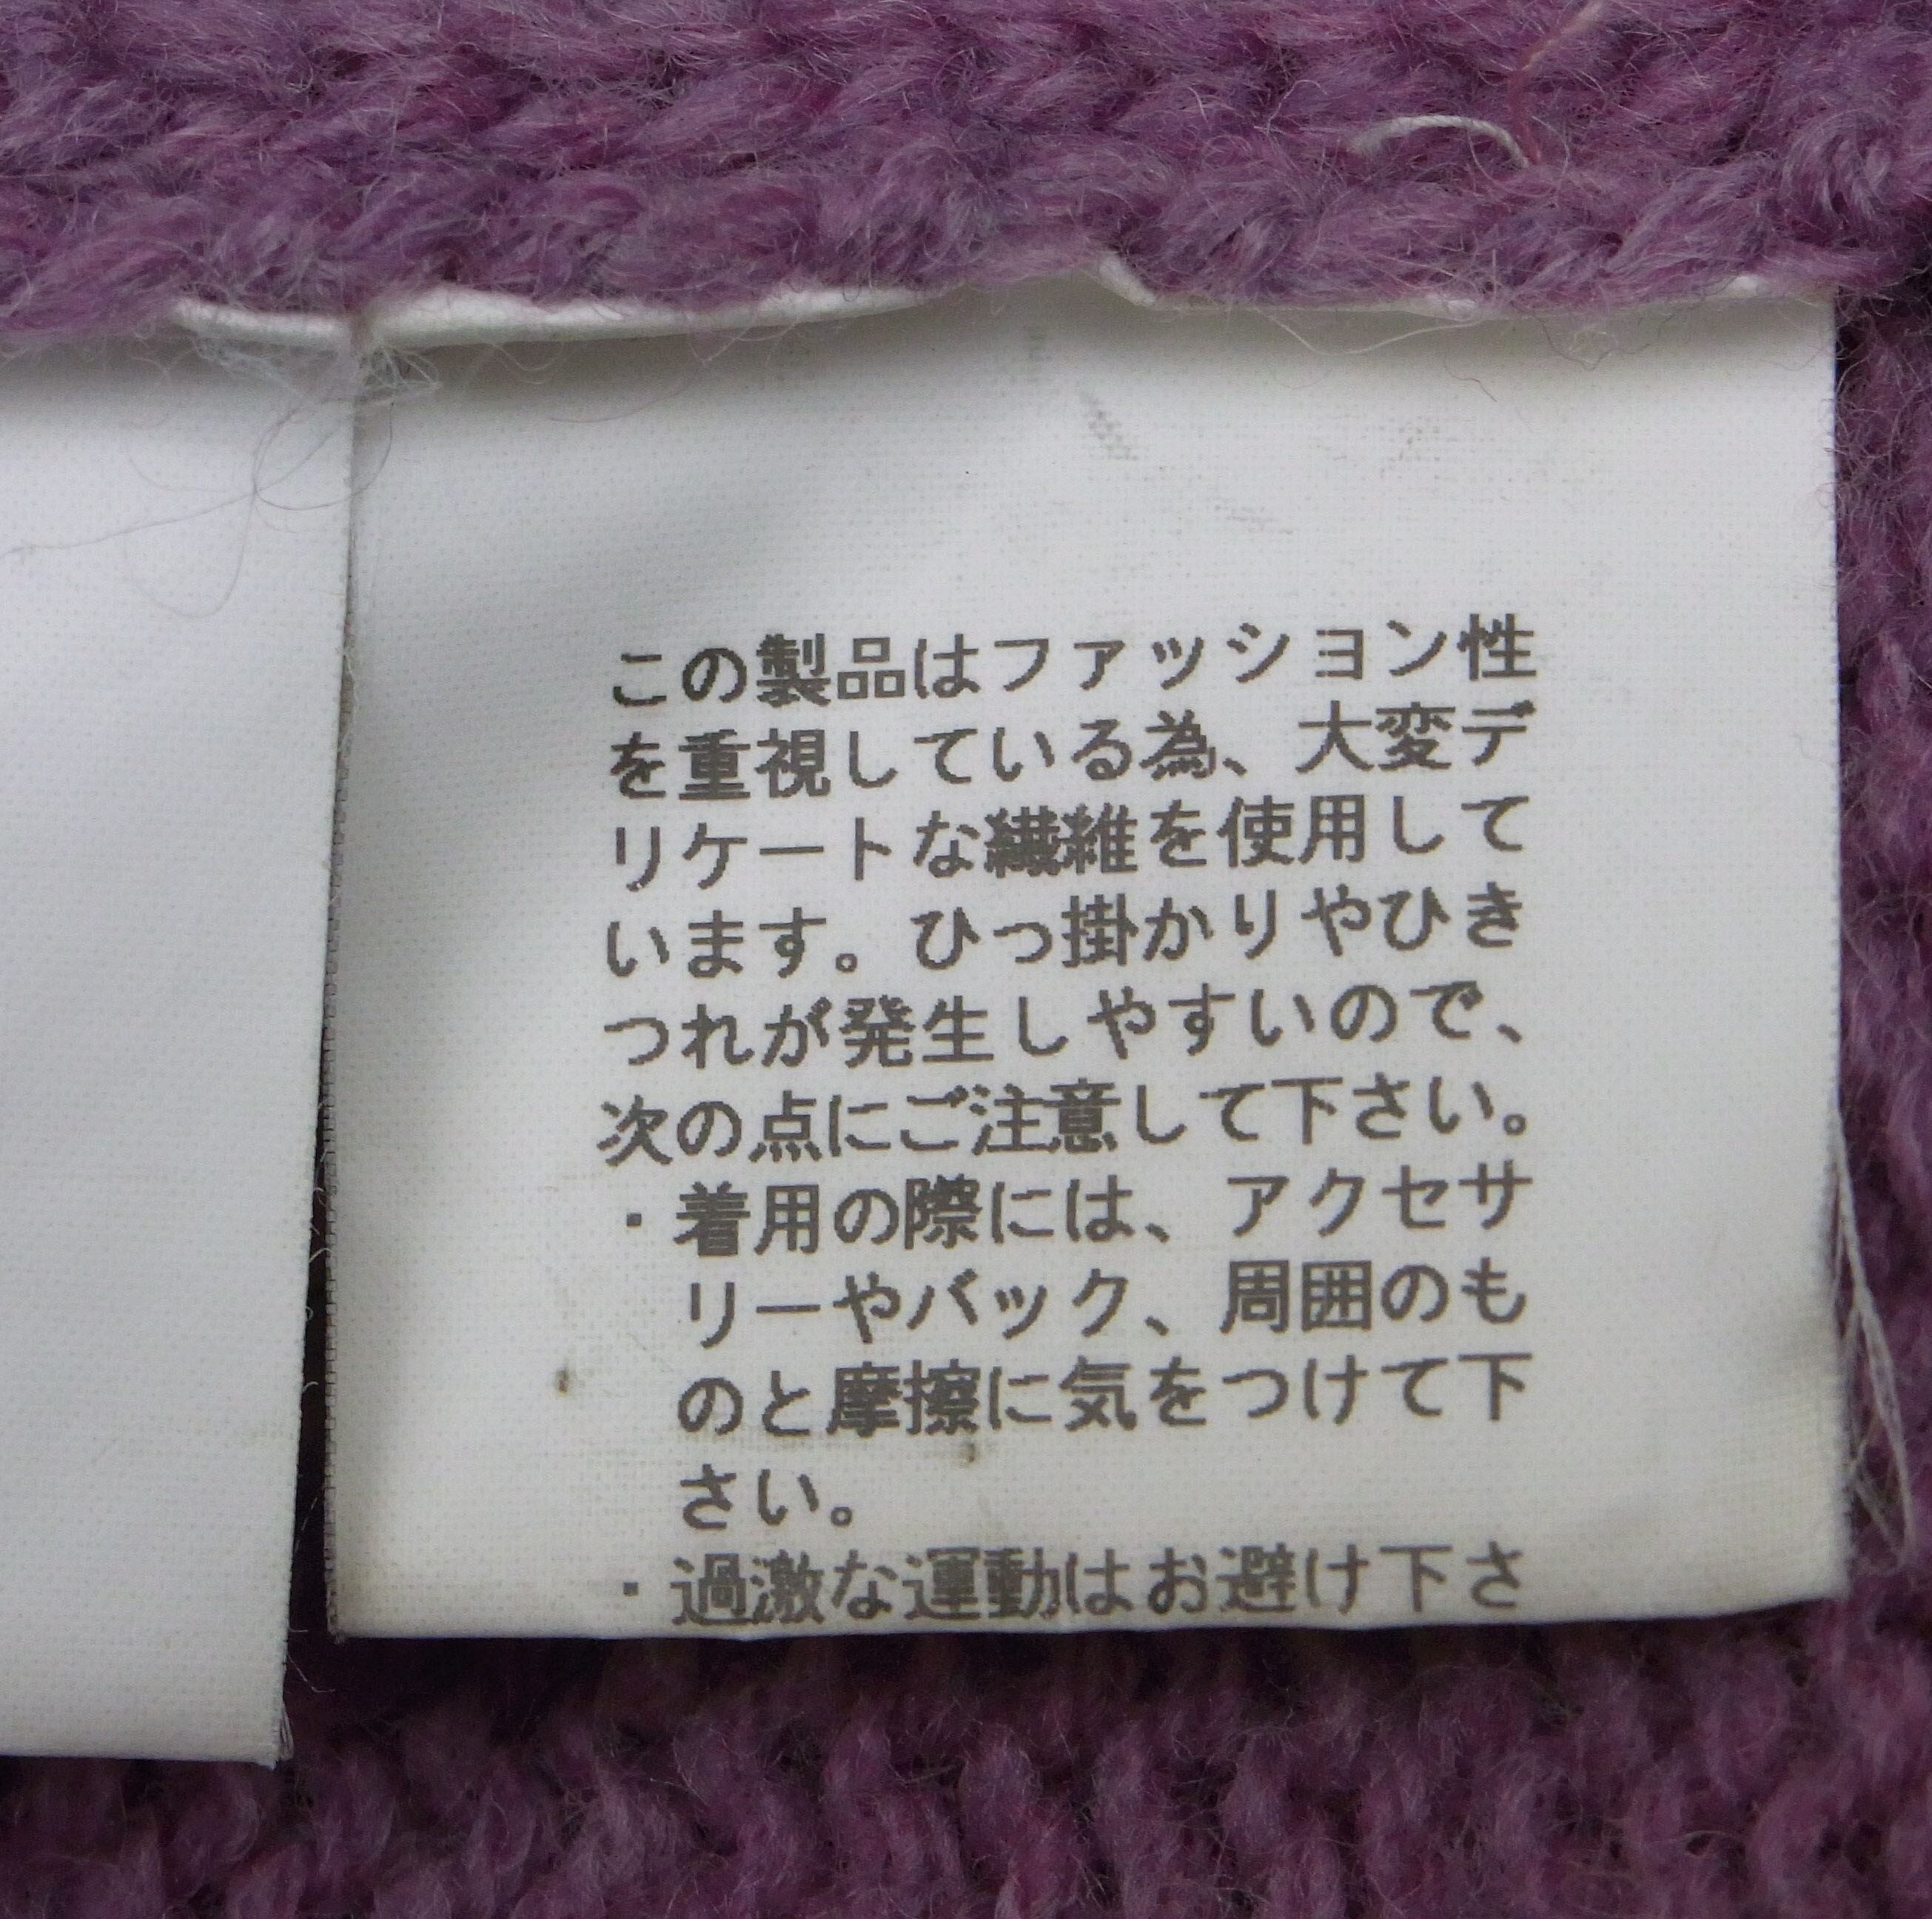 この製品はファッション性
を重視している為、大変デ
リケートな繊維を使用して
います。ひっ掛かりやひき
つれが発生しやすいので、
次の点にご注意して下さい。
・着用の際には、アクセサ
リーやバック、周囲のも
のと摩擦に気をつけて下
さい。
・過激な運動はお避け下さ